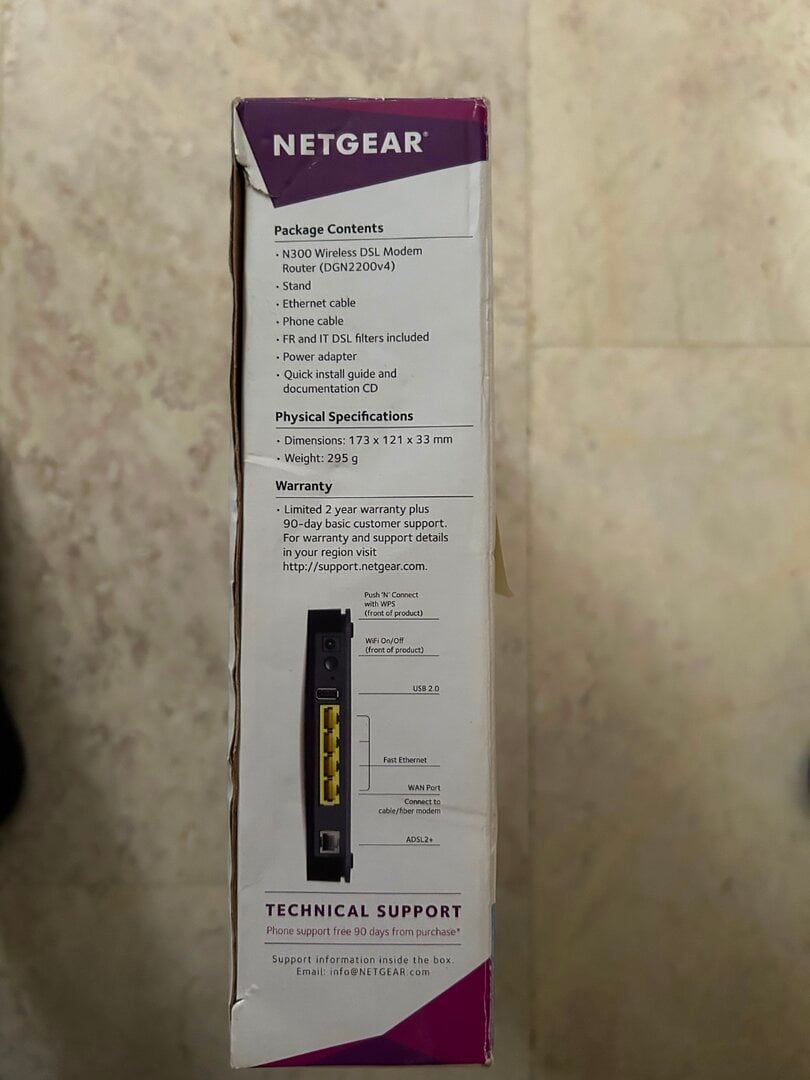 NETGEAR®
Package Contents
• N300 Wireless DSL Modem
Router (DGN2200v4)
• Stand
• Ethernet cable
• Phone cable
• FR and IT DSL filters included
• Power adapter
• Quick install guide and
documentation CD
Physical Specifications
• Dimensions: 173 x 121 x 33 mm
• Weight: 295 g
Warranty
• Limited 2 year warranty plus
90-day basic customer support.
For warranty and support details
in your region visit
http://support.netgear.com.
Push 'N' Connect
with WPS
(front of product)
WiFi On/Off
(front of product)
USB 2.0
Fast Ethernet
WAN Port
Connect to
cable/fiber modem
ADSL2+
TECHNICAL SUPPORT
Phone support free 90 days from purchase*
Support information inside the box.
Email: info@NETGEAR.com